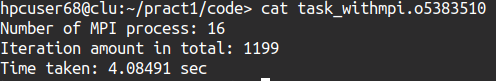 hpcuser68@clu:~/pract1/code> cat task_withmpi.o5383510
Number of MPI process: 16
Iteration amount in total: 1199
Time taken: 4.08491 sec